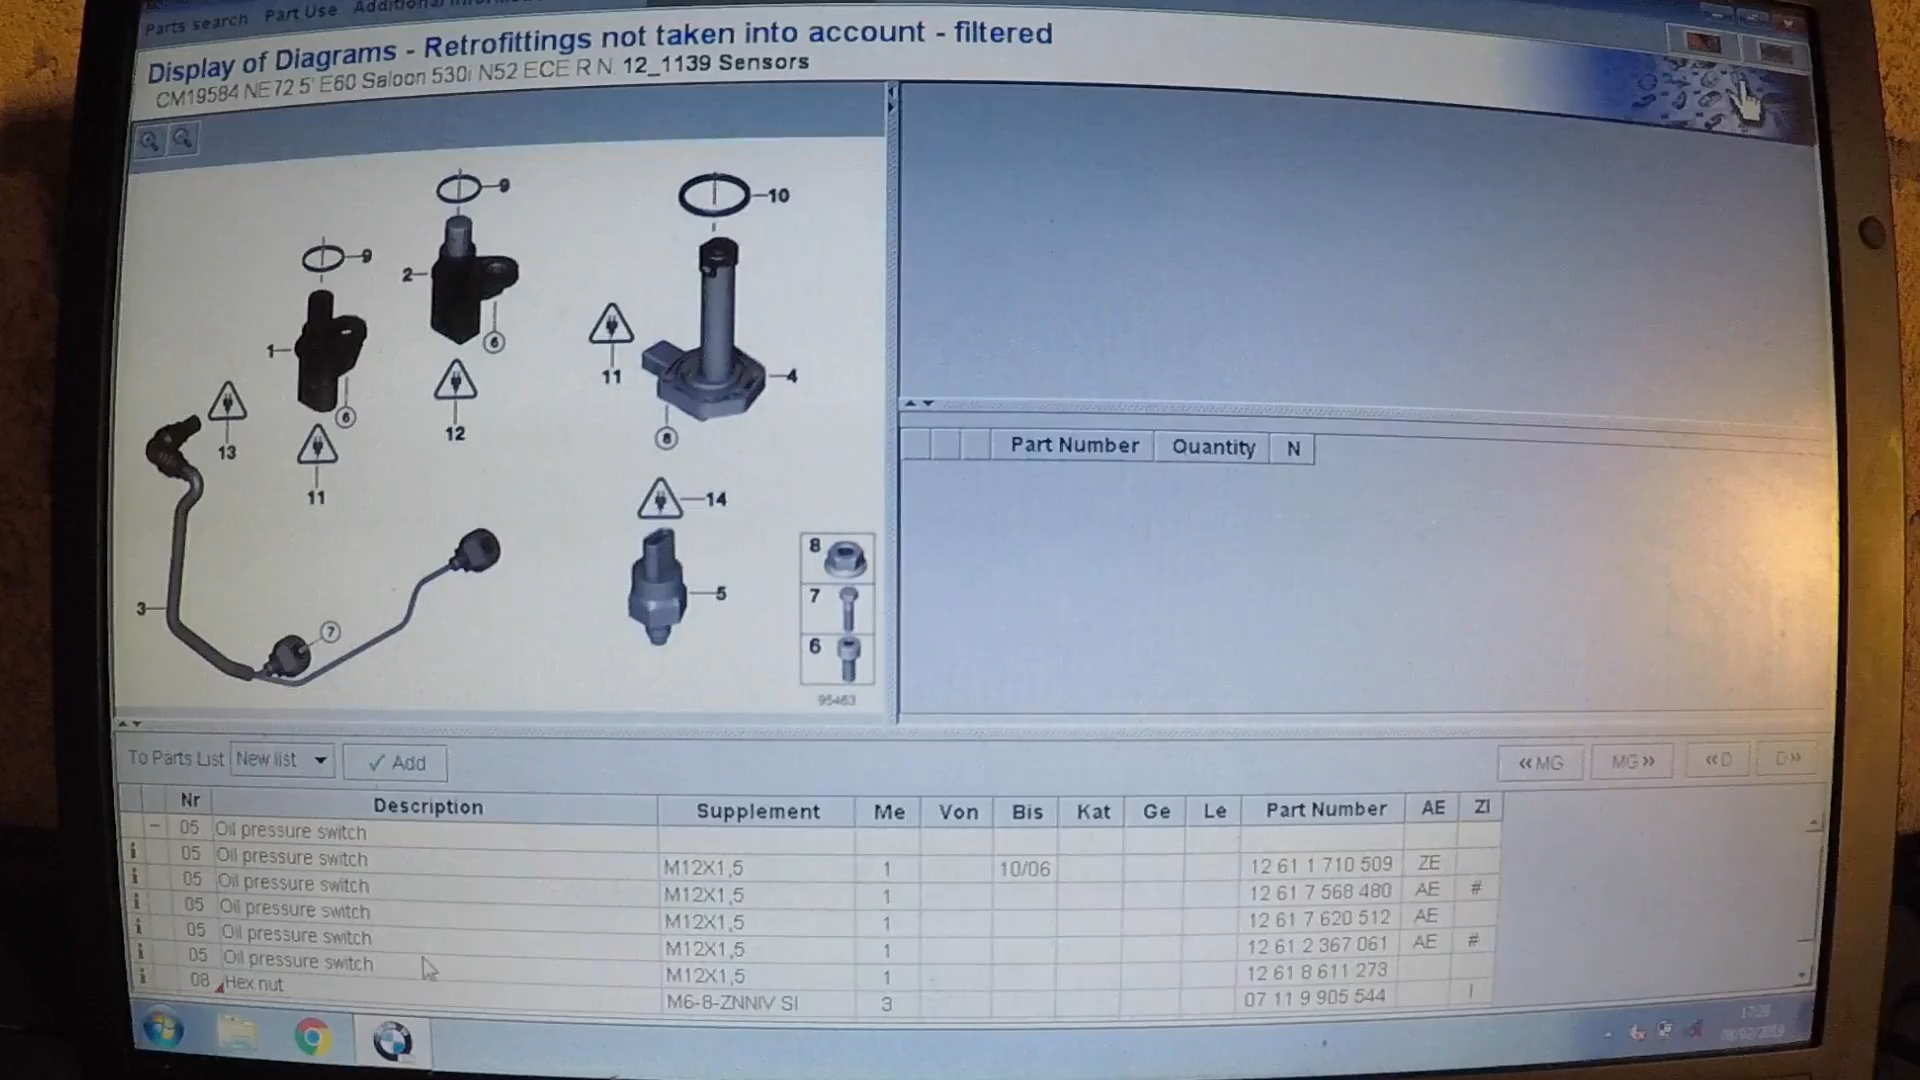 Parts search Part Use Additional
Display of Diagrams - Retrofittings not taken into account - filtered
CM19584 NE72 5' E60 Saloon 530i N52 ECE R N 12_1139 Sensors
9
10
9
2
6
11
4
1
6
12
8
13
11
14
8
5
7
3
7
6
95463
Part Number Quantity N
To Parts List New list Add
«MG MG» «D D»
Nr Description Supplement Me Von Bis Kat Ge Le Part Number AE ZI
- 05 Oil pressure switch
i 05 Oil pressure switch M12X1,5 1 10/06 12 61 1 710 509 ZE
i 05 Oil pressure switch M12X1,5 1 12 61 7 568 480 AE #
i 05 Oil pressure switch M12X1,5 1 12 61 7 620 512 AE
i 05 Oil pressure switch M12X1,5 1 12 61 2 367 061 AE #
i 05 Oil pressure switch M12X1,5 1 12 61 8 611 273
i 08 Hex nut M6-8-ZNNIV SI 3 07 11 9 905 544 I